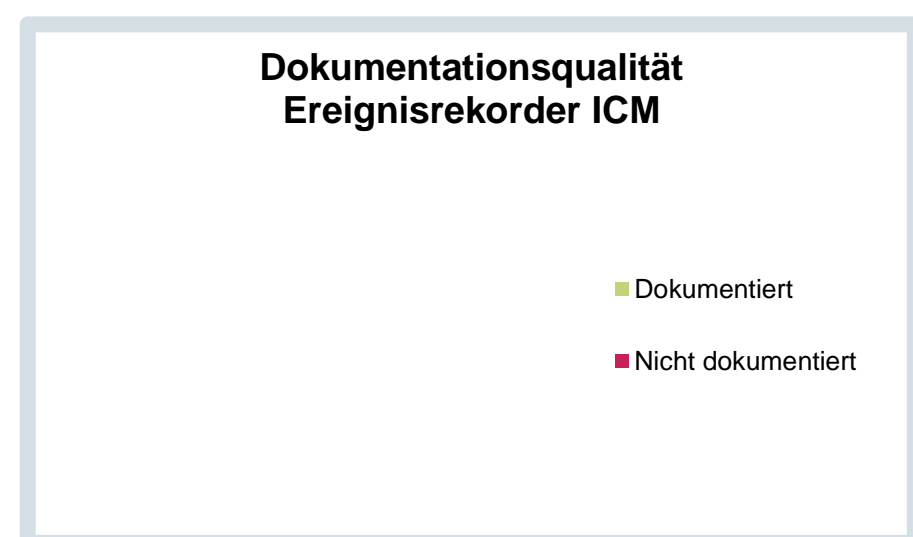 Dokumentationsqualität
Ereignisrekorder ICM
Dokumentiert
Nicht dokumentiert